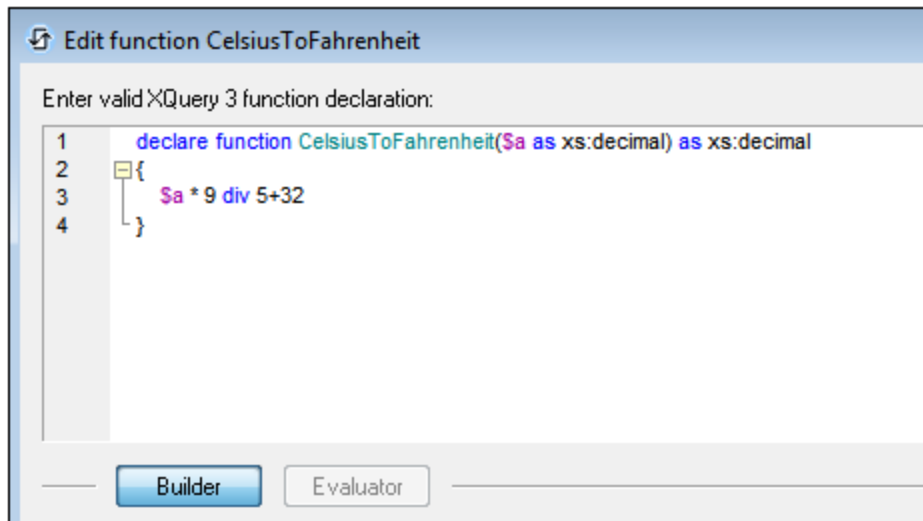 Edit function CelsiusToFahrenheit
Enter valid XQuery 3 function declaration:
1 declare function CelsiusToFahrenheit($a as xs:decimal) as xs:decimal
2 {
3 $a * 9 div 5+32
4 }
Builder Evaluator